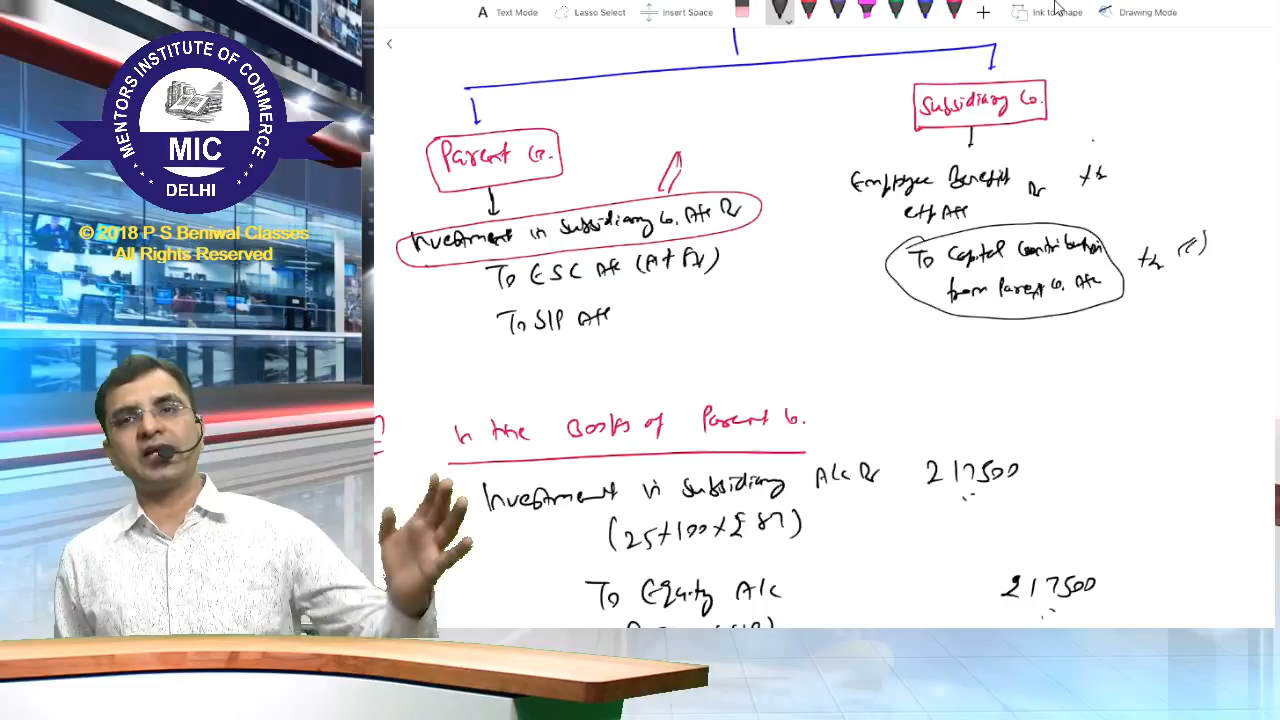 Text Mode Lasso Select Insert Space Ink to Shape Drawing Mode
MENTORS INSTITUTE OF COMMERCE
MIC
DELHI
© 2018 P S Beniwal Classes
All Rights Reserved
Parent Co.
Investment in Subsidiary Co. A/c Dr
To ESC A/c
To SIP A/c
Subsidiary Co.
Employee Benefit Dr
A/c
To Capital Contribution
from Parent Co. A/c
In the Books of Parent Co.
Investment in Subsidiary A/c Dr 217500
(25×100×£87)
To Equity A/c 217500